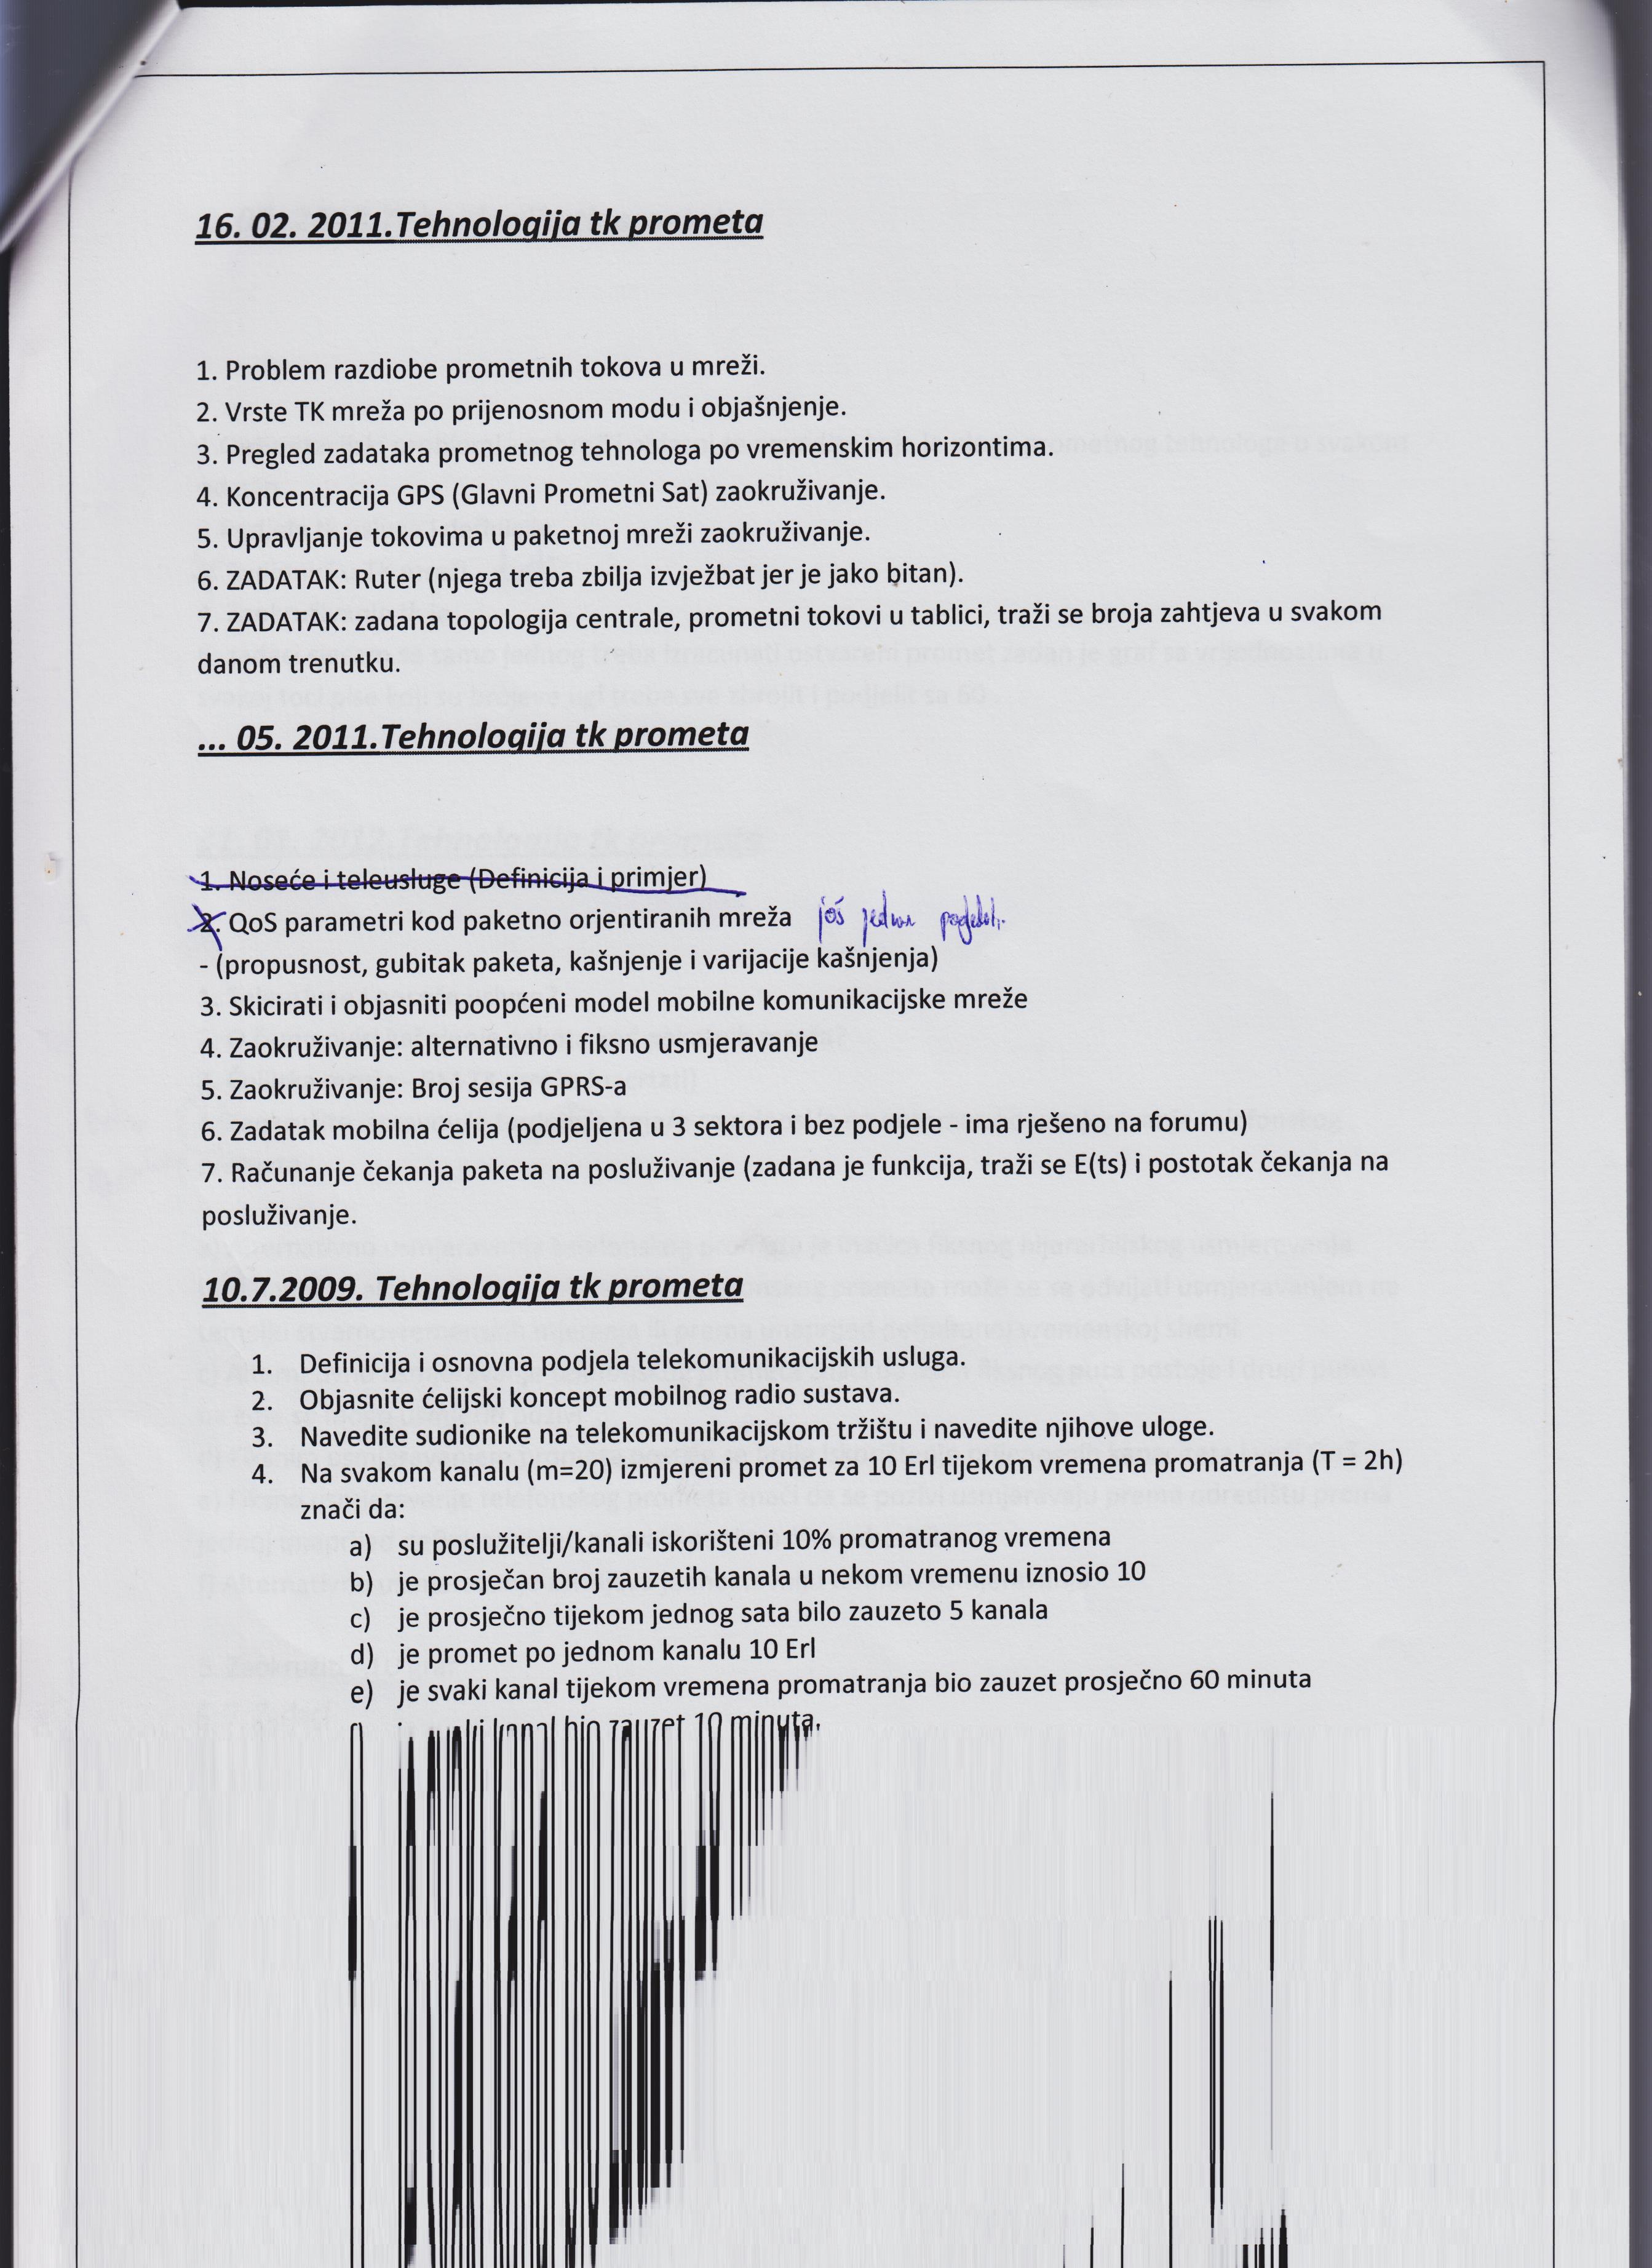 16. 02. 2011.Tehnologija tk prometa
1. Problem razdiobe prometnih tokova u mreži.
2. Vrste TK mreža po prijenosnom modu i objašnjenje.
3. Pregled zadataka prometnog tehnologa po vremenskim horizontima.
4. Koncentracija GPS (Glavni Prometni Sat) zaokruživanje.
5. Upravljanje tokovima u paketnoj mreži zaokruživanje.
6. ZADATAK: Ruter (njega treba zbilja izvježbat jer je jako bitan).
7. ZADATAK: zadana topologija centrale, prometni tokovi u tablici, traži se broja zahtjeva u svakom
danom trenutku.
... 05. 2011.Tehnologija tk prometa
1. Noseće i teleusluge (Definicija i primjer)
2. QoS parametri kod paketno orjentiranih mreža još jednom
- (propusnost, gubitak paketa, kašnjenje i varijacije kašnjenja)
3. Skicirati i objasniti poopćeni model mobilne komunikacijske mreže
4. Zaokruživanje: alternativno i fiksno usmjeravanje
5. Zaokruživanje: Broj sesija GPRS-a
6. Zadatak mobilna ćelija (podjeljena u 3 sektora i bez podjele - ima rješeno na forumu)
7. Računanje čekanja paketa na posluživanje (zadana je funkcija, traži se E(ts) i postotak čekanja na
posluživanje.
10.7.2009. Tehnologija tk prometa
1. Definicija i osnovna podjela telekomunikacijskih usluga.
2. Objasnite ćelijski koncept mobilnog radio sustava.
3. Navedite sudionike na telekomunikacijskom tržištu i navedite njihove uloge.
4. Na svakom kanalu (m=20) izmjereni promet za 10 Erl tijekom vremena promatranja (T = 2h)
znači da:
a) su poslužitelji/kanali iskorišteni 10% promatranog vremena
b) je prosječan broj zauzetih kanala u nekom vremenu iznosio 10
c) je prosječno tijekom jednog sata bilo zauzeto 5 kanala
d) je promet po jednom kanalu 10 Erl
e) je svaki kanal tijekom vremena promatranja bio zauzet prosječno 60 minuta
kanal bio zauzet 10 minuta.